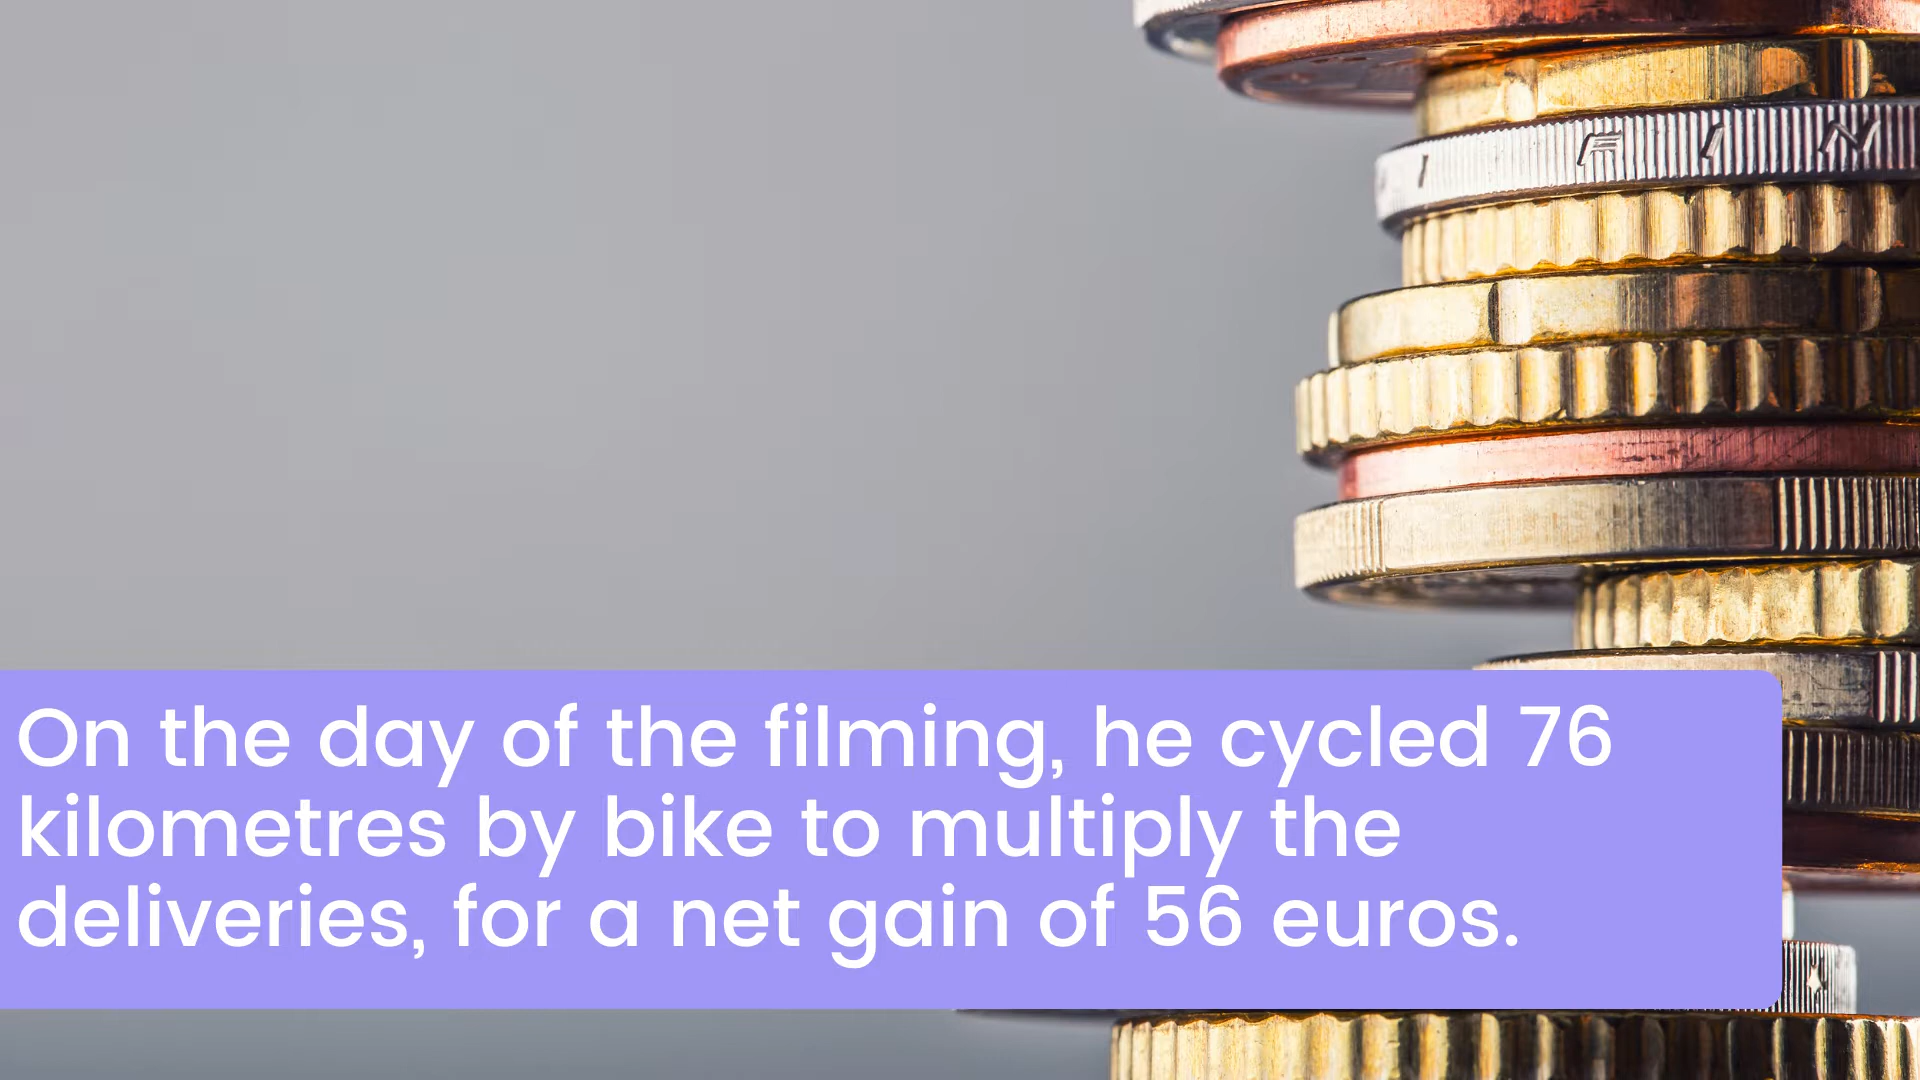 FIN
On the day of the filming, he cycled 76
kilometres by bike to multiply the
deliveries, for a net gain of 56 euros.